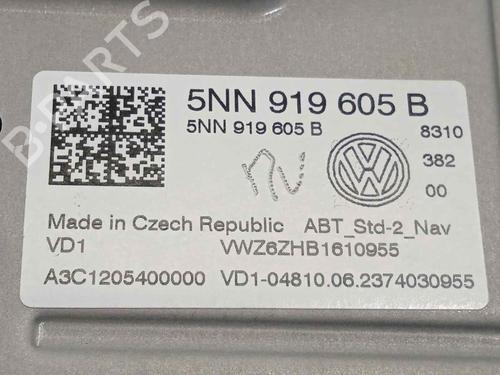 5NN 919 605 B
5NN 919 605 B
8310
382
00
Made in Czech Republic ABT_Std-2_Nav
VD1 VWZ6ZHB1610955
A3C1205400000 VD1-04810.06.2374030955
B-PARTS